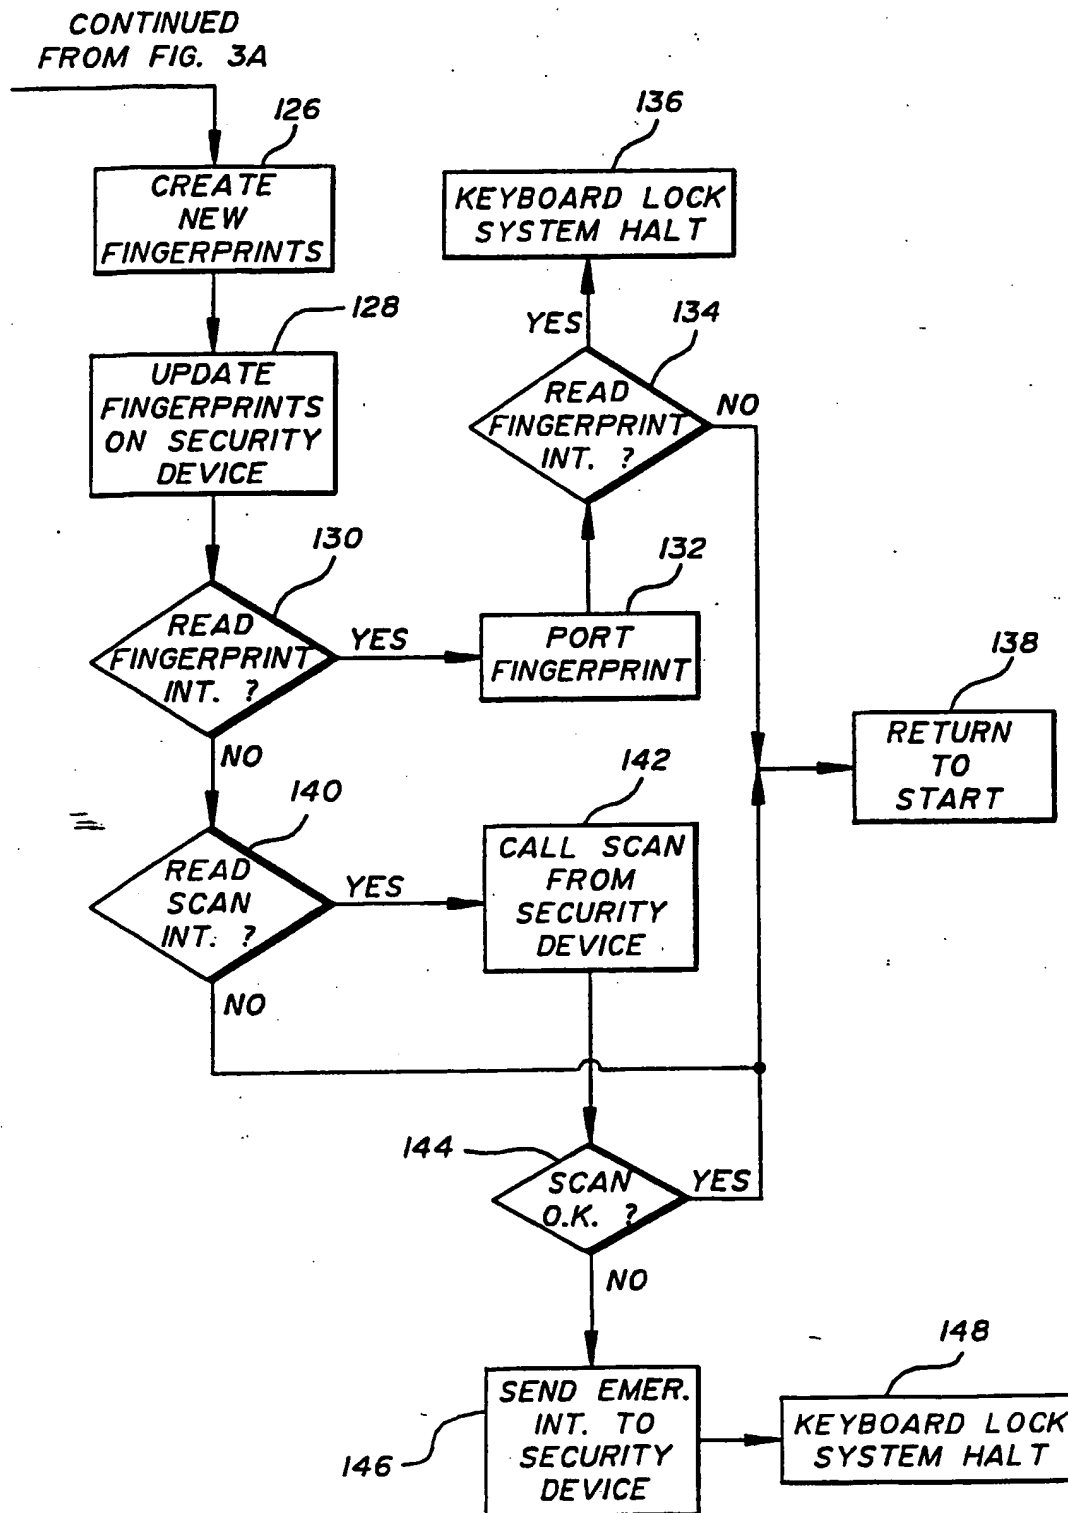 CONTINUED
FROM FIG. 3A
126
CREATE
NEW
FINGERPRINTS
128
UPDATE
FINGERPRINTS
ON SECURITY
DEVICE
130
READ
FINGERPRINT
INT. ?
YES
NO
132
PORT
FINGERPRINT
134
READ
FINGERPRINT
INT. ?
YES
NO
136
KEYBOARD LOCK
SYSTEM HALT
138
RETURN
TO
START
140
READ
SCAN
INT. ?
YES
NO
142
CALL SCAN
FROM
SECURITY
DEVICE
144
SCAN
O.K. ?
YES
NO
146
SEND EMER.
INT. TO
SECURITY
DEVICE
148
KEYBOARD LOCK
SYSTEM HALT